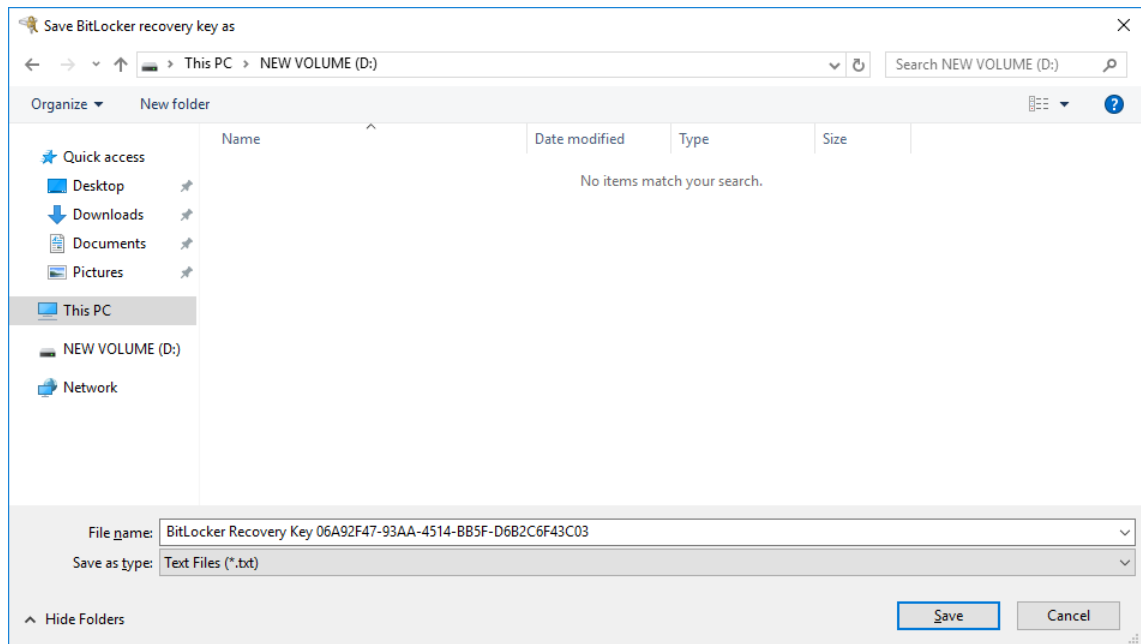 Save BitLocker recovery key as
This PC > NEW VOLUME (D:)
Search NEW VOLUME (D:)
Organize New folder
Name Date modified Type Size
No items match your search.
Quick access
Desktop
Downloads
Documents
Pictures
This PC
NEW VOLUME (D:)
Network
File name: BitLocker Recovery Key 06A92F47-93AA-4514-BB5F-D6B2C6F43C03
Save as type: Text Files (*.txt)
Hide Folders Save Cancel